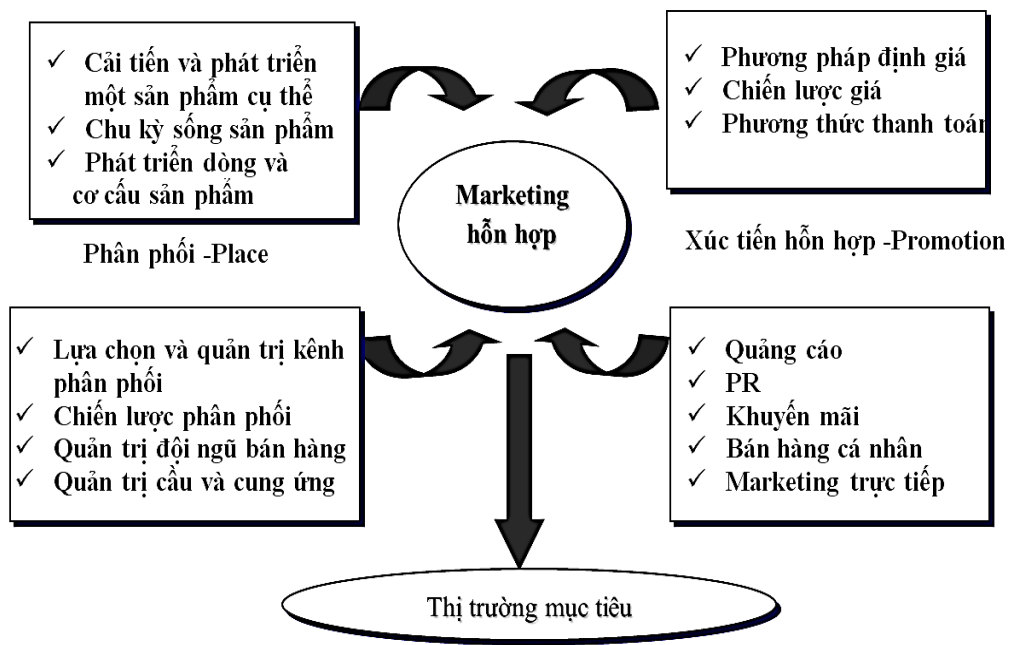 ✓ Cải tiến và phát triển
một sản phẩm cụ thể
✓ Chu kỳ sống sản phẩm
✓ Phát triển dòng và
cơ cấu sản phẩm
✓ Phương pháp định giá
✓ Chiến lược giá
✓ Phương thức thanh toán
Marketing
hỗn hợp
Phân phối -Place
Xúc tiến hỗn hợp -Promotion
✓ Lựa chọn và quản trị kênh
phân phối
✓ Chiến lược phân phối
✓ Quản trị đội ngũ bán hàng
✓ Quản trị cầu và cung ứng
✓ Quảng cáo
✓ PR
✓ Khuyến mãi
✓ Bán hàng cá nhân
✓ Marketing trực tiếp
Thị trường mục tiêu